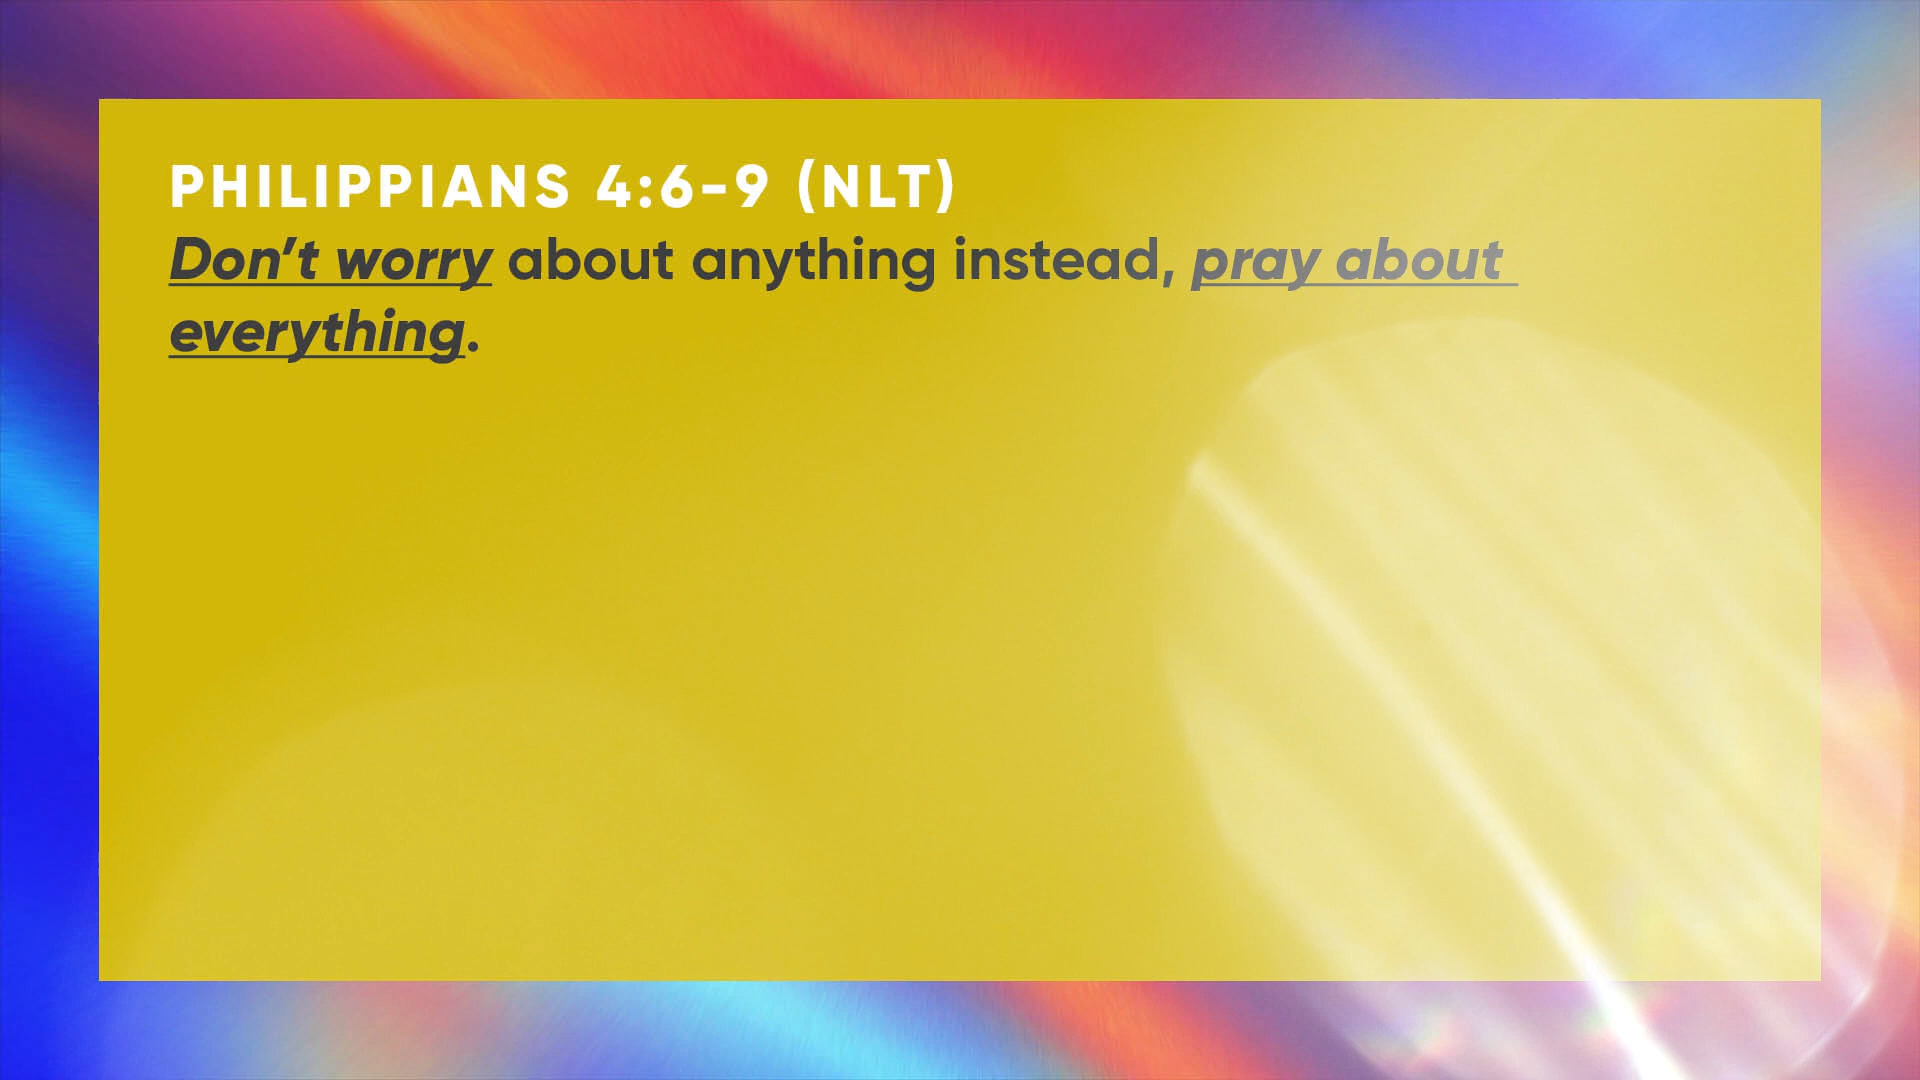 PHILIPPIANS 4:6-9 (NLT)
Don’t worry about anything instead, pray about
everything.